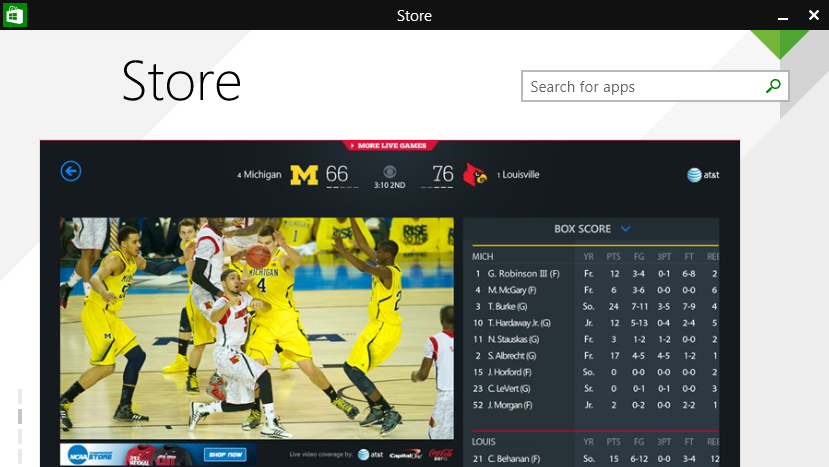 Store
Store
Search for apps
MORE LIVE GAMES
4 Michigan M 66 3:10 2ND 76 1 Louisville at&t
BOX SCORE
MICH YR PTS FG 3PT FT REB
1 G. Robinson III (F) Fr. 12 3-4 0-1 6-8 2
4 M. McGary (F) Fr. 6 3-6 0-0 0-0 6
3 T. Burke (G) So. 24 7-11 3-5 7-9 4
10 T. Hardaway Jr. (G) Jr. 12 5-13 0-4 2-4 5
11 N. Stauskas (G) Fr. 3 1-2 1-2 0-0 2
2 S. Albrecht (G) Fr. 17 4-5 4-5 1-2 1
15 J. Horford (F) So. 0 0-0 0-0 0-0 2
23 C. LeVert (G) Sr. 0 0-1 0-1 0-0 3
52 J. Morgan (F) Jr. 2 0-2 0-0 2-2 1
LOUIS YR PTS FG 3PT FT REB
21 C. Behanan (F) So. 15 6-12 0-0 3-4 12
RISE
MICHIGAN
4
NCAA STORE
SHOP NOW
Live video coverage by: at&t Capital One Coca-Cola Zero